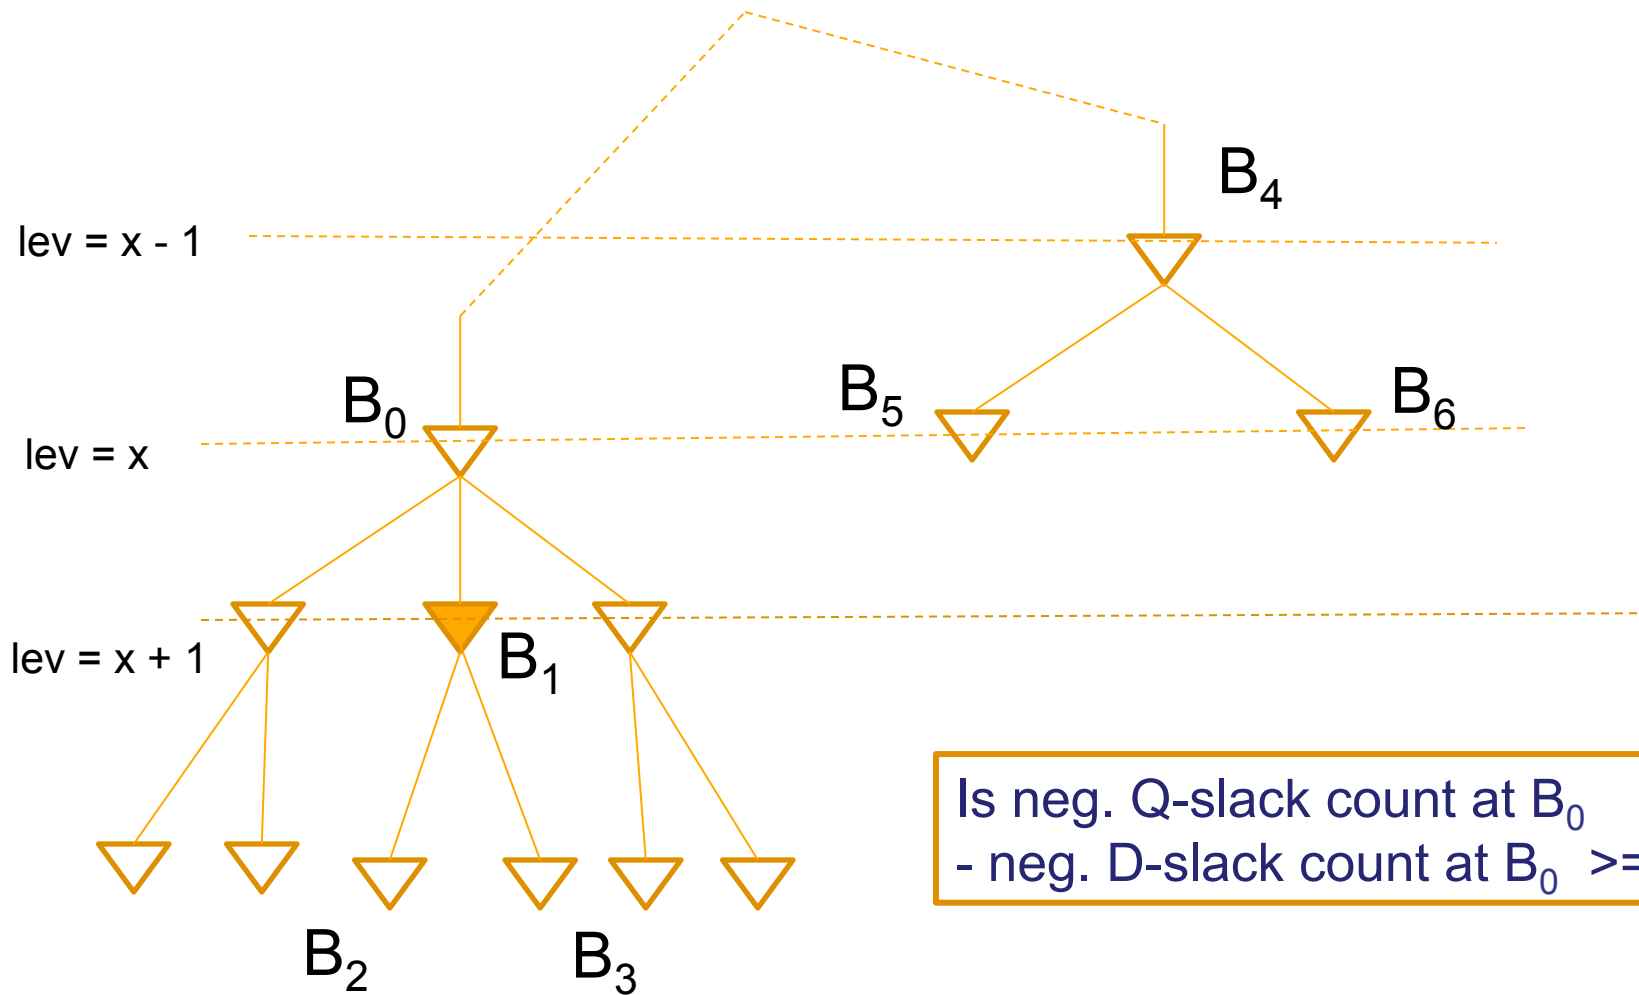 B₄
lev = x - 1
B₀
B₅
B₆
lev = x
lev = x + 1
B₁
Is neg. Q-slack count at B₀
- neg. D-slack count at B₀ >=
B₂
B₃